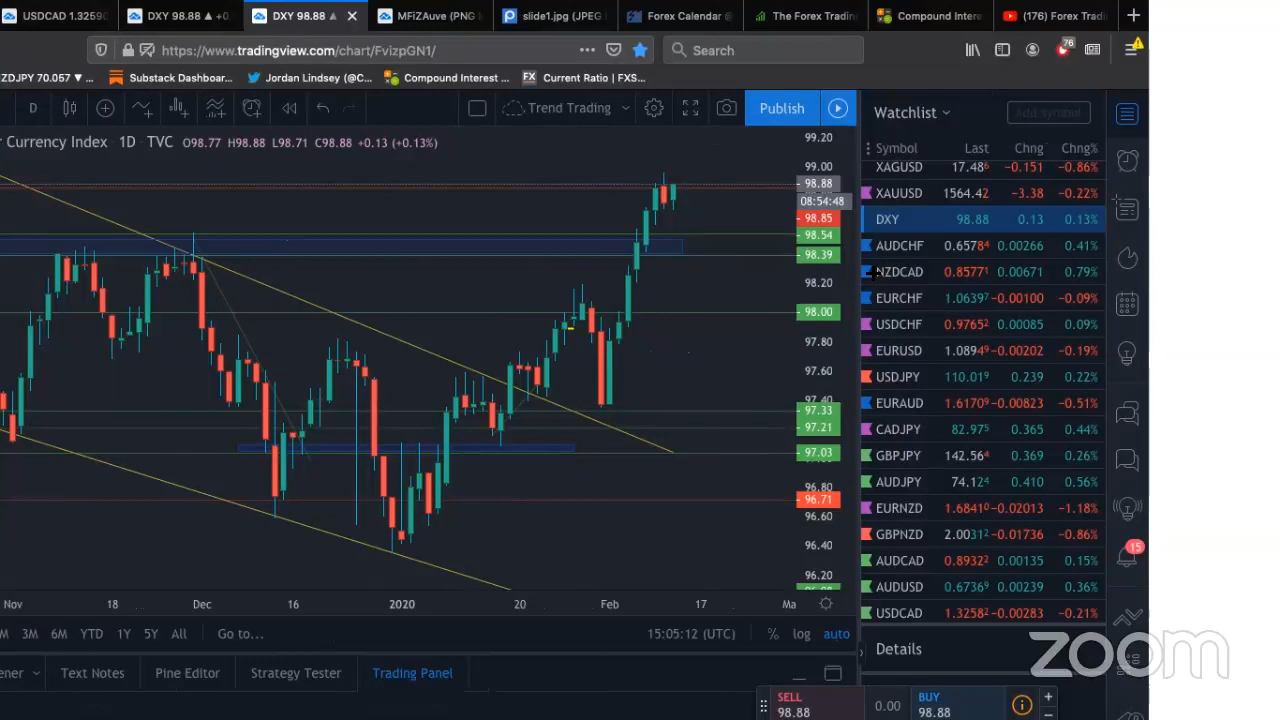 USDCAD 1.3259
DXY 98.88 ▲ +0.
DXY 98.88 ▲
MFiZAuve (PNG I
slide1.jpg (JPEG I
Forex Calendar @
The Forex Tradin
Compound Intere
(176) Forex Tradi
https://www.tradingview.com/chart/FvizpGN1/
Search
76
ZDJPY 70.057 ▼ ...
Substack Dashboar...
Jordan Lindsey (@C...
Compound Interest ...
FX Current Ratio | FXS...
D
Trend Trading
Publish
Watchlist
Add symbol
r Currency Index · 1D · TVC O98.77 H98.88 L98.71 C98.88 +0.13 (+0.13%)
Symbol Last Chng Chng%
XAGUSD 17.486 −0.151 −0.86%
XAUUSD 1564.42 −3.38 −0.22%
DXY 98.88 0.13 0.13%
AUDCHF 0.65784 0.00266 0.41%
NZDCAD 0.85771 0.00671 0.79%
EURCHF 1.06397 −0.00100 −0.09%
USDCHF 0.97652 0.00085 0.09%
EURUSD 1.08949 −0.00202 −0.19%
USDJPY 110.019 0.239 0.22%
EURAUD 1.61709 −0.00823 −0.51%
CADJPY 82.975 0.365 0.44%
GBPJPY 142.564 0.369 0.26%
AUDJPY 74.124 0.410 0.56%
EURNZD 1.68410 −0.02013 −1.18%
GBPNZD 2.00312 −0.01736 −0.86%
AUDCAD 0.89322 0.00135 0.15%
AUDUSD 0.67369 0.00239 0.36%
USDCAD 1.32582 −0.00283 −0.21%
99.20
99.00
98.88
08:54:48
98.85
98.54
98.39
98.20
98.00
97.80
97.60
97.40
97.33
97.21
97.03
96.80
96.71
96.60
96.40
96.20
15
Nov 18 Dec 16 2020 20 Feb 17 Ma
M 3M 6M YTD 1Y 5Y All Go to... 15:05:12 (UTC) % log auto
Details
ener Text Notes Pine Editor Strategy Tester Trading Panel
SELL
98.88
0.00
BUY
98.88
zoom